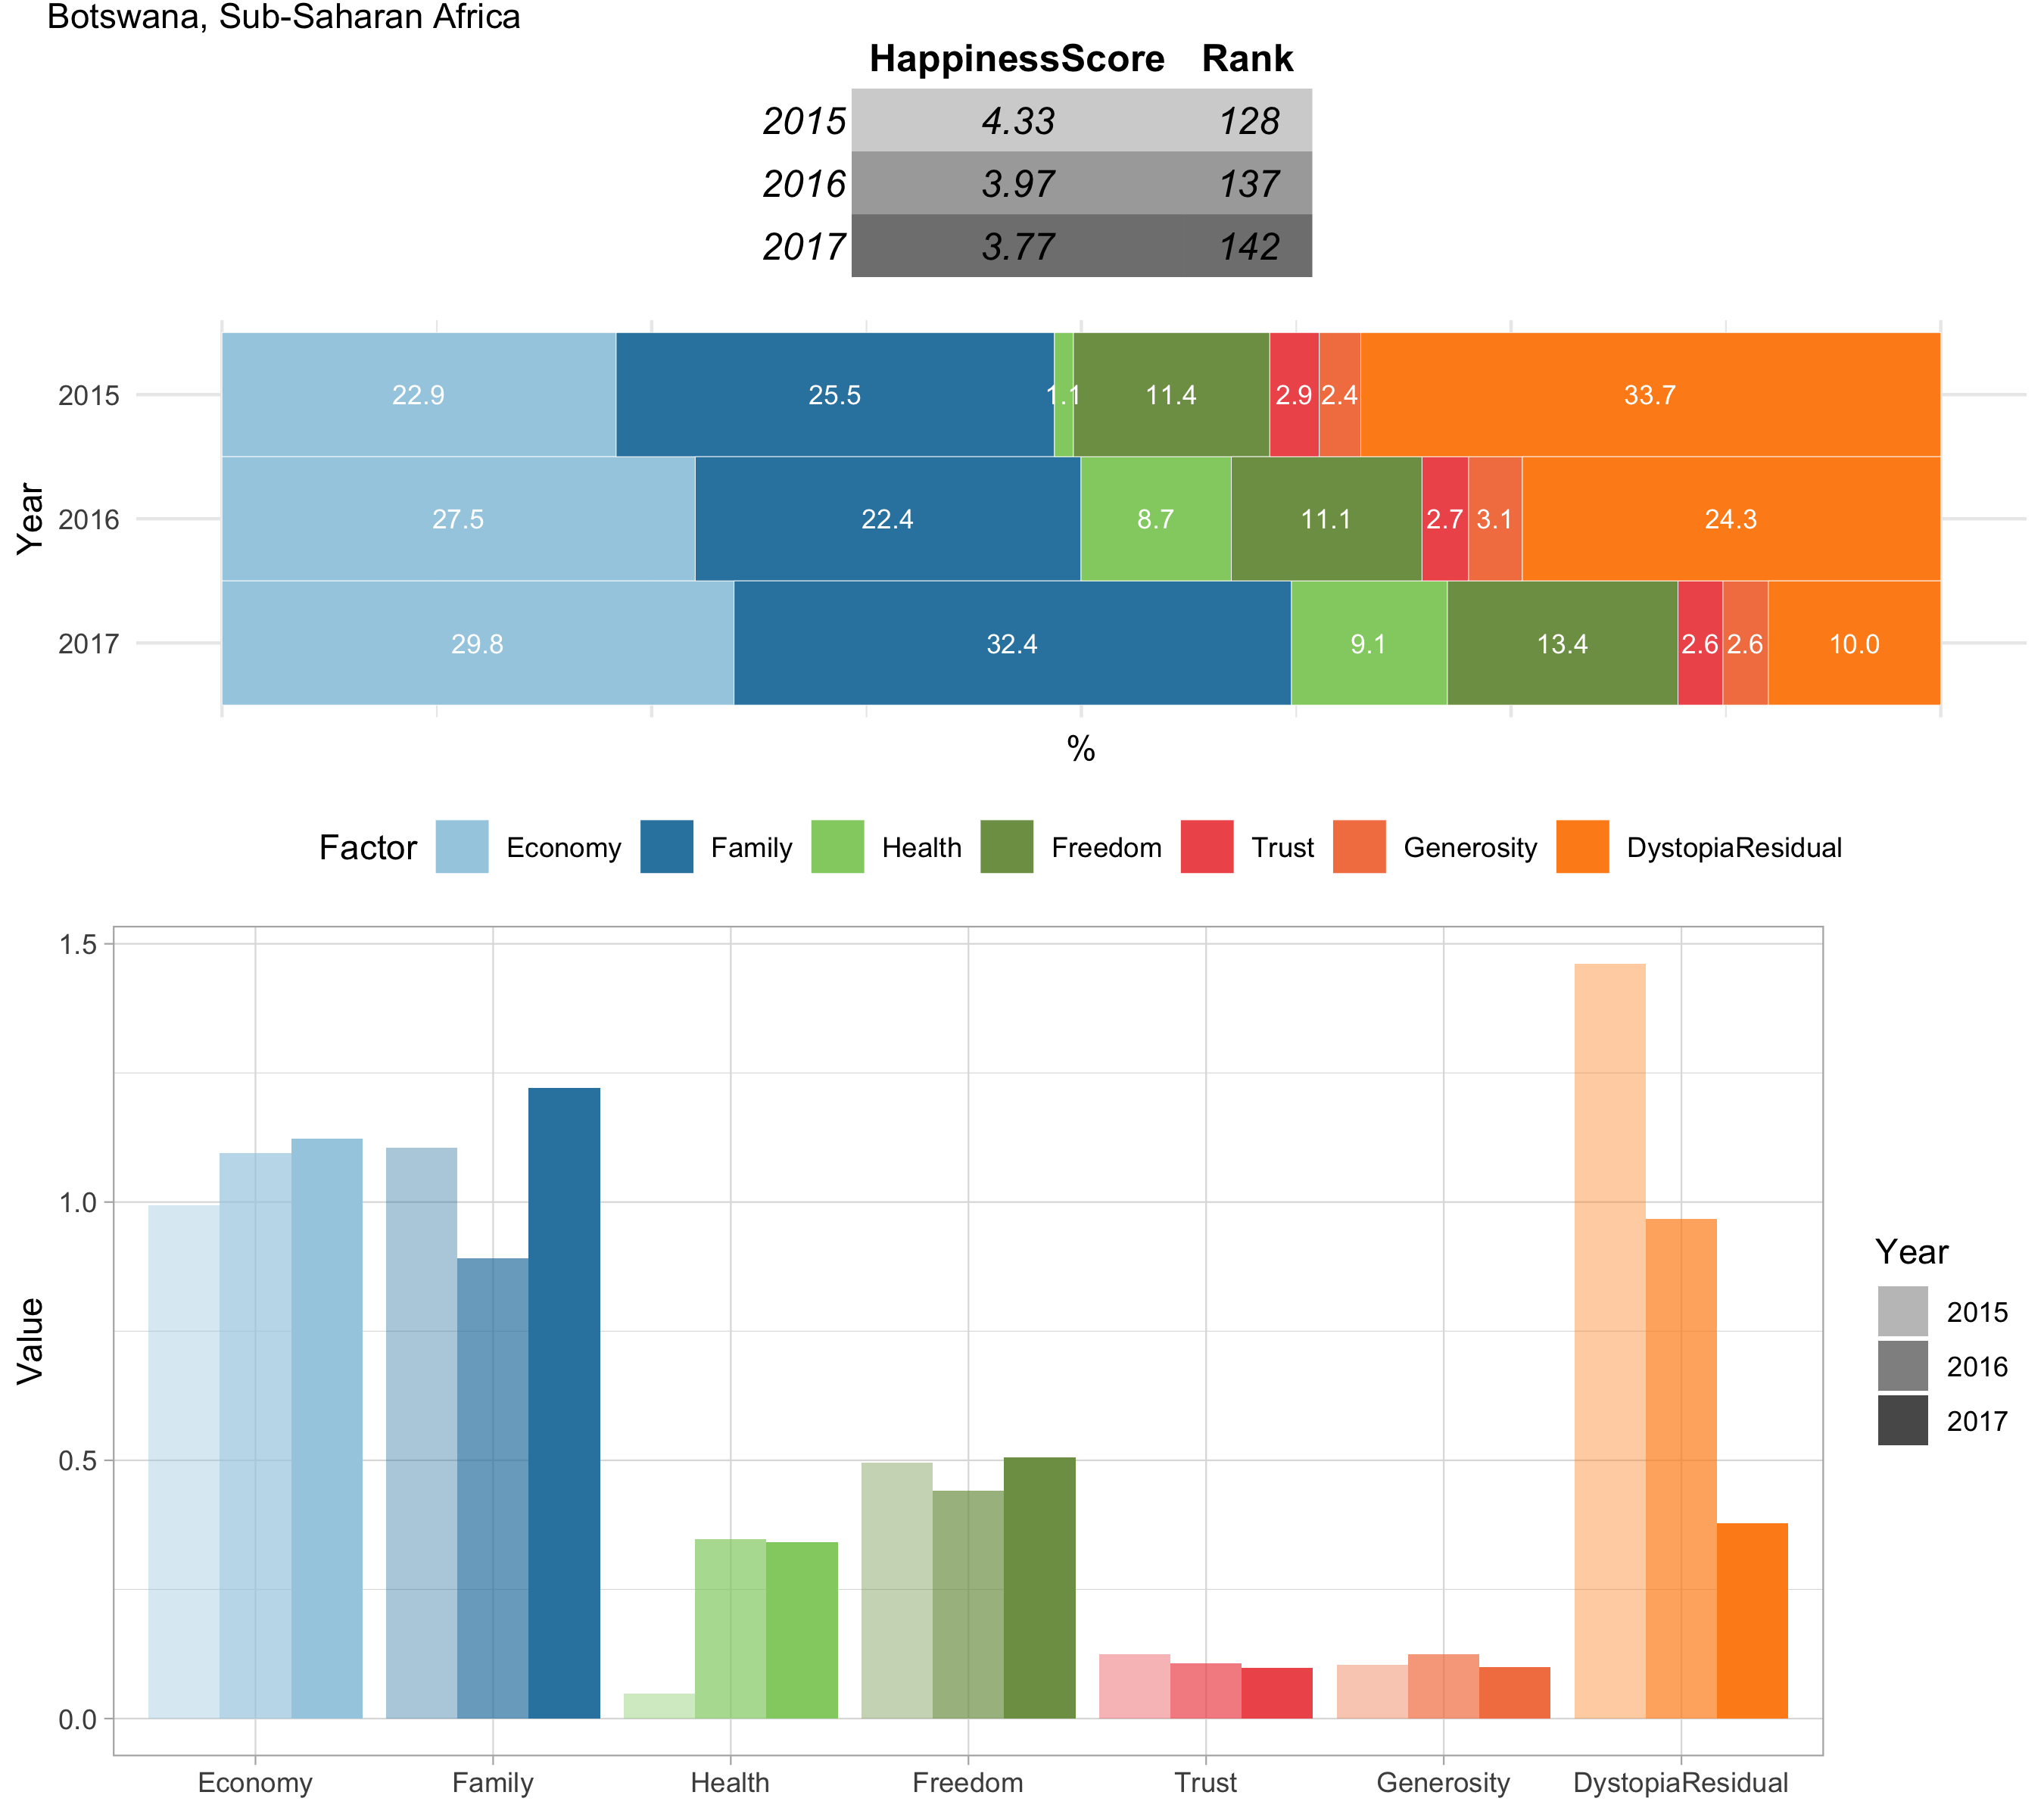 Botswana, Sub-Saharan Africa
HappinessScore Rank
2015 4.33 128
2016 3.97 137
2017 3.77 142
2015 22.9 25.5 1.1 11.4 2.9 2.4 33.7
Year
2016 27.5 22.4 8.7 11.1 2.7 3.1 24.3
2017 29.8 32.4 9.1 13.4 2.6 2.6 10.0
%
Factor Economy Family Health Freedom Trust Generosity DystopiaResidual
1.5
1.0
Value
0.5
0.0
Year
2015
2016
2017
Economy Family Health Freedom Trust Generosity DystopiaResidual